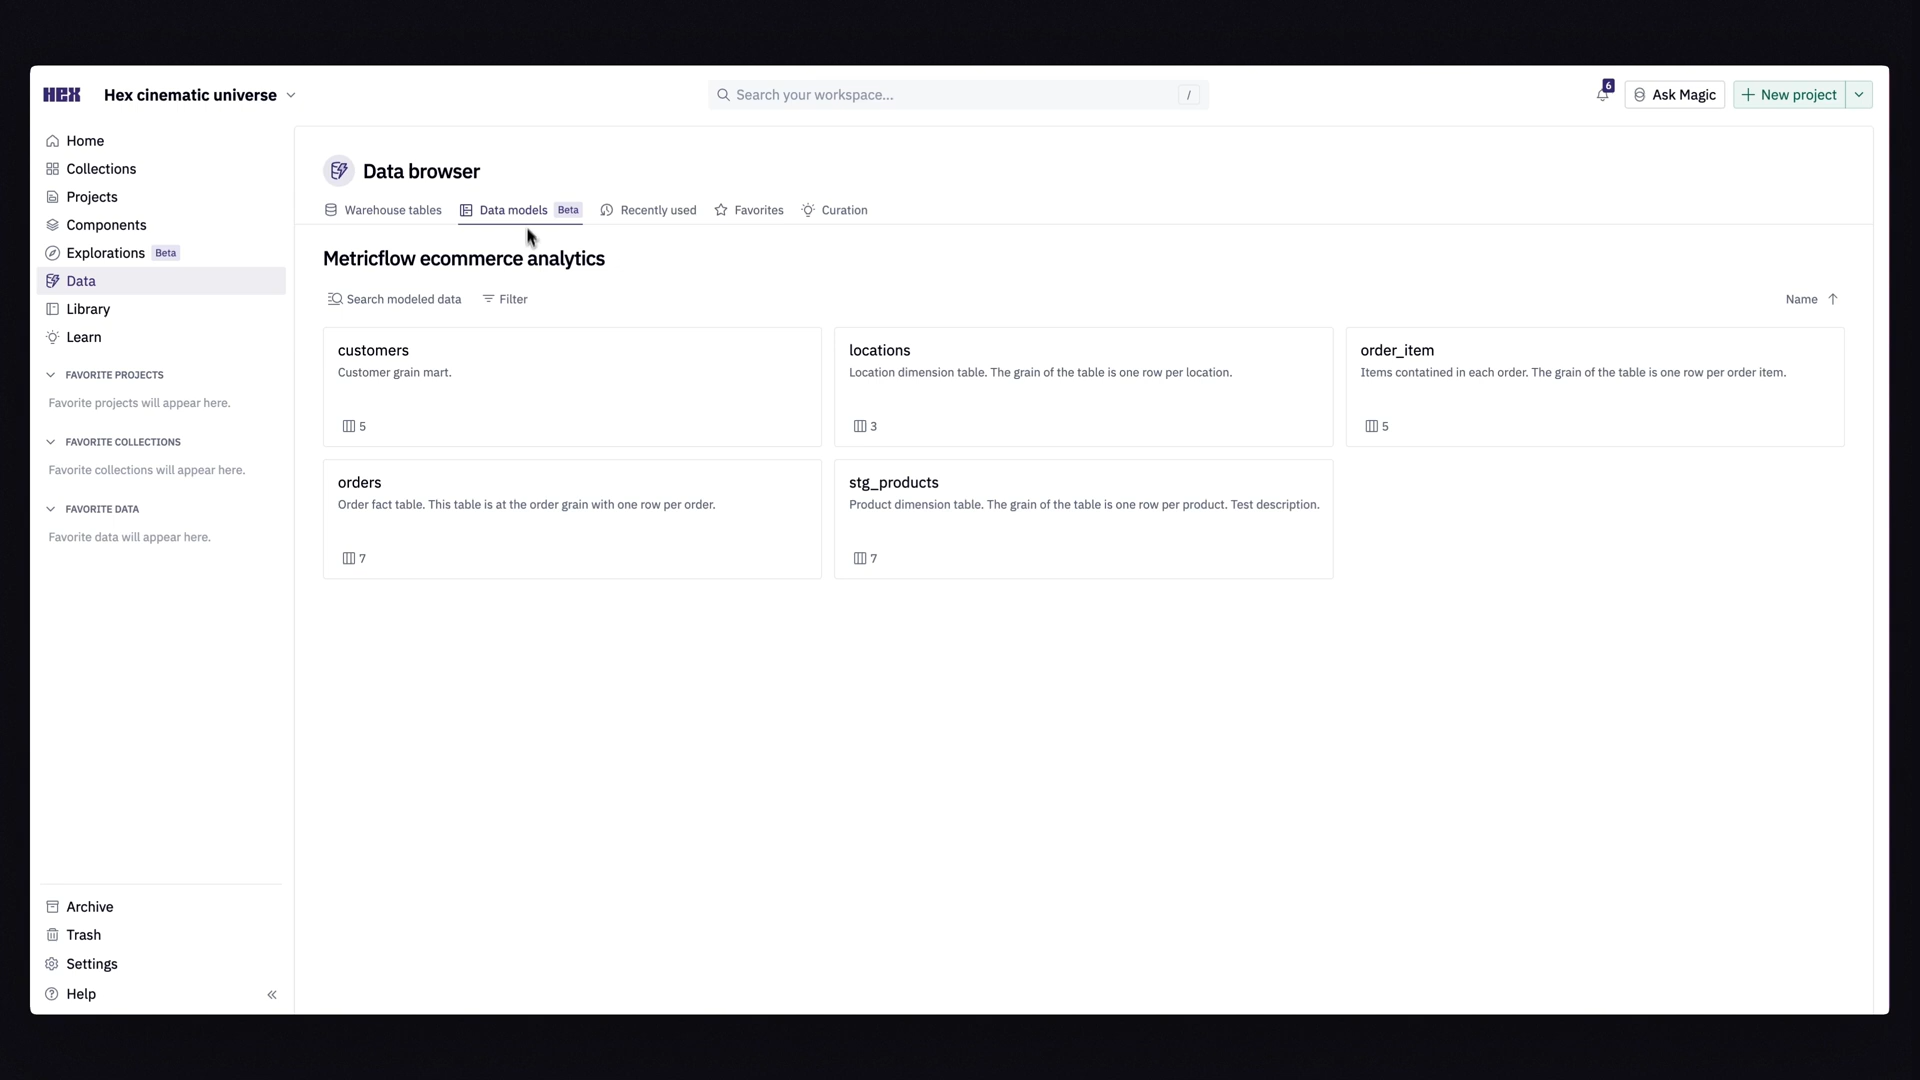 HEX Hex cinematic universe
Search your workspace... /
6
Ask Magic
New project
Home
Collections
Projects
Components
Explorations Beta
Data
Library
Learn
FAVORITE PROJECTS
Favorite projects will appear here.
FAVORITE COLLECTIONS
Favorite collections will appear here.
FAVORITE DATA
Favorite data will appear here.
Archive
Trash
Settings
Help
Data browser
Warehouse tables Data models Beta Recently used Favorites Curation
Metricflow ecommerce analytics
Search modeled data Filter Name
customers
Customer grain mart.
5
locations
Location dimension table. The grain of the table is one row per location.
3
order_item
Items contatined in each order. The grain of the table is one row per order item.
5
orders
Order fact table. This table is at the order grain with one row per order.
7
stg_products
Product dimension table. The grain of the table is one row per product. Test description.
7